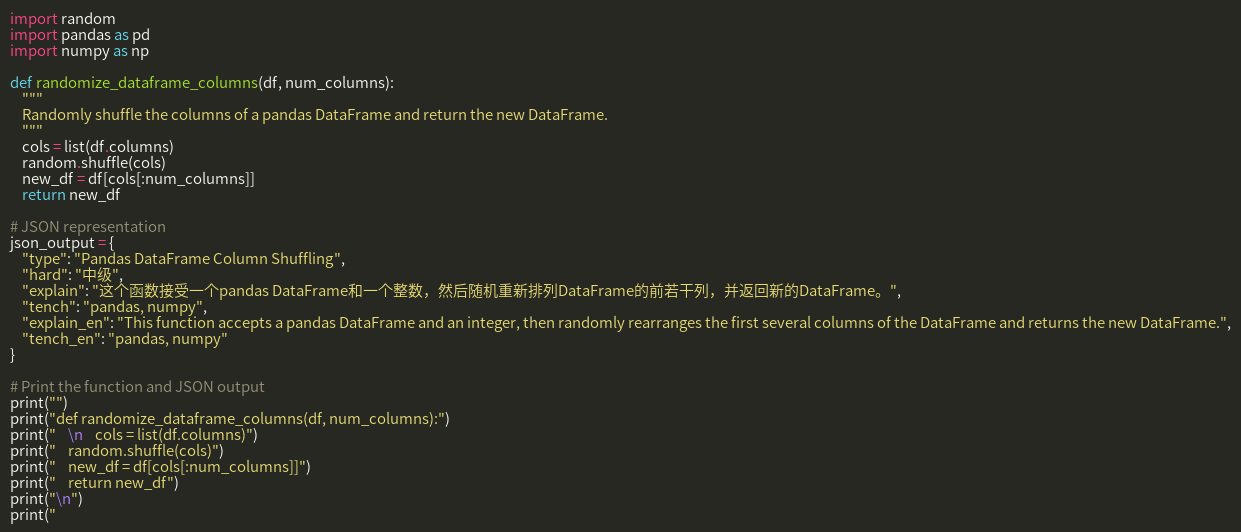 import random
import pandas as pd
import numpy as np

def randomize_dataframe_columns(df, num_columns):
    """
    Randomly shuffle the columns of a pandas DataFrame and return the new DataFrame.
    """
    cols = list(df.columns)
    random.shuffle(cols)
    new_df = df[cols[:num_columns]]
    return new_df

# JSON representation
json_output = {
    "type": "Pandas DataFrame Column Shuffling",
    "hard": "中级",
    "explain": "这个函数接受一个pandas DataFrame和一个整数，然后随机重新排列DataFrame的前若干列，并返回新的DataFrame。",
    "tench": "pandas, numpy",
    "explain_en": "This function accepts a pandas DataFrame and an integer, then randomly rearranges the first several columns of the DataFrame and returns the new DataFrame.",
    "tench_en": "pandas, numpy"
}

# Print the function and JSON output
print("")
print("def randomize_dataframe_columns(df, num_columns):")
print("    \n    cols = list(df.columns)")
print("    random.shuffle(cols)")
print("    new_df = df[cols[:num_columns]]")
print("    return new_df")
print("\n")
print("